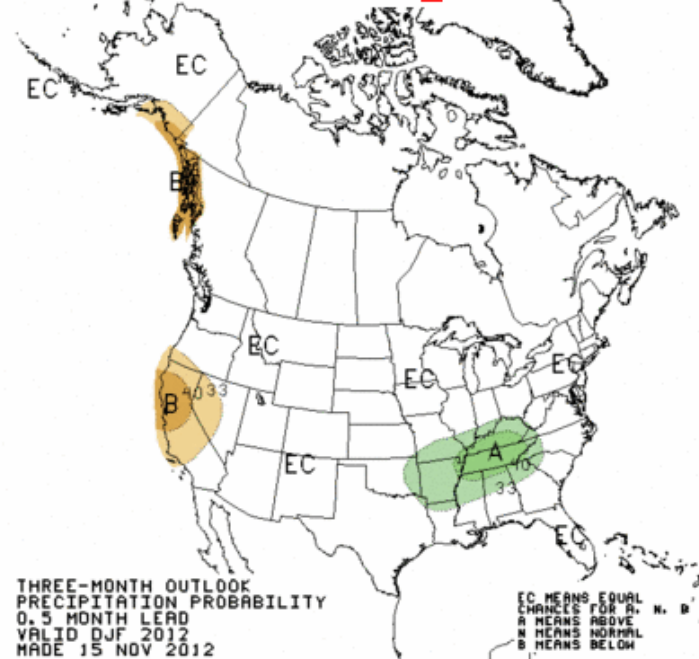 EC
EC
B
EC
EC
EC
40 33
B
A
40
EC
33
EC
THREE-MONTH OUTLOOK
PRECIPITATION PROBABILITY
0.5 MONTH LEAD
VALID DJF 2012
MADE 15 NOV 2012
EC MEANS EQUAL
CHANCES FOR A, N, B
A MEANS ABOVE
N MEANS NORMAL
B MEANS BELOW